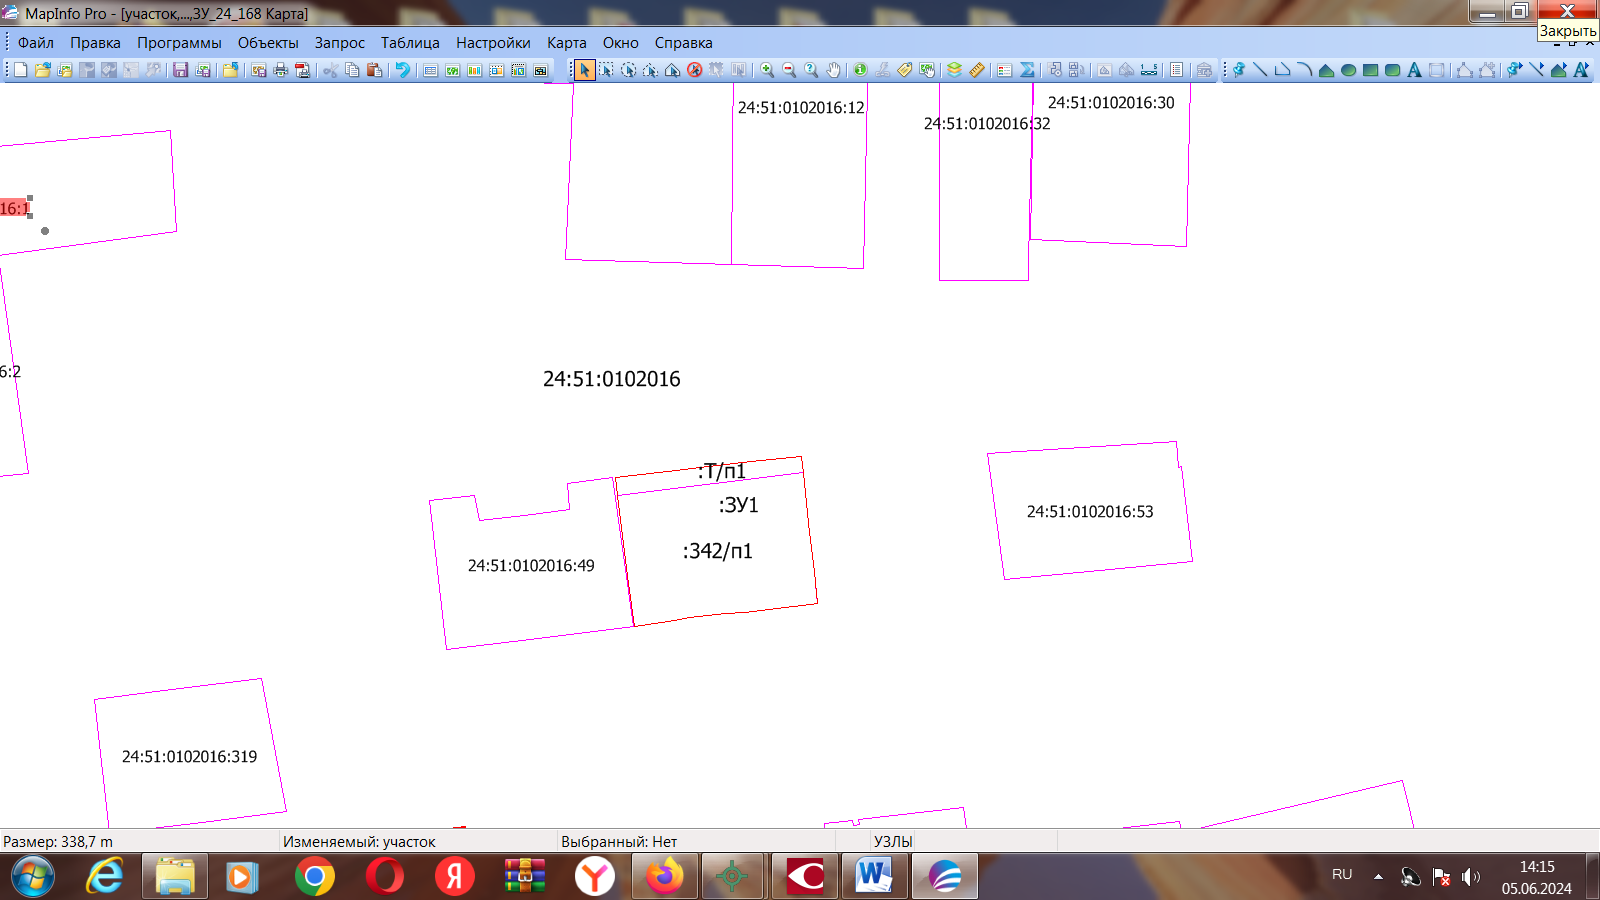 MapInfo Pro - [участок,...,ЗУ_24_168 Карта]
Закрыть
Файл Правка Программы Объекты Запрос Таблица Настройки Карта Окно Справка
24:51:0102016:12
24:51:0102016:30
24:51:0102016:32
16:1
6:2
24:51:0102016
:Т/п1
:ЗУ1
24:51:0102016:53
:342/п1
24:51:0102016:49
24:51:0102016:319
Размер: 338,7 m Изменяемый: участок Выбранный: Нет УЗЛЫ
RU 14:15
05.06.2024